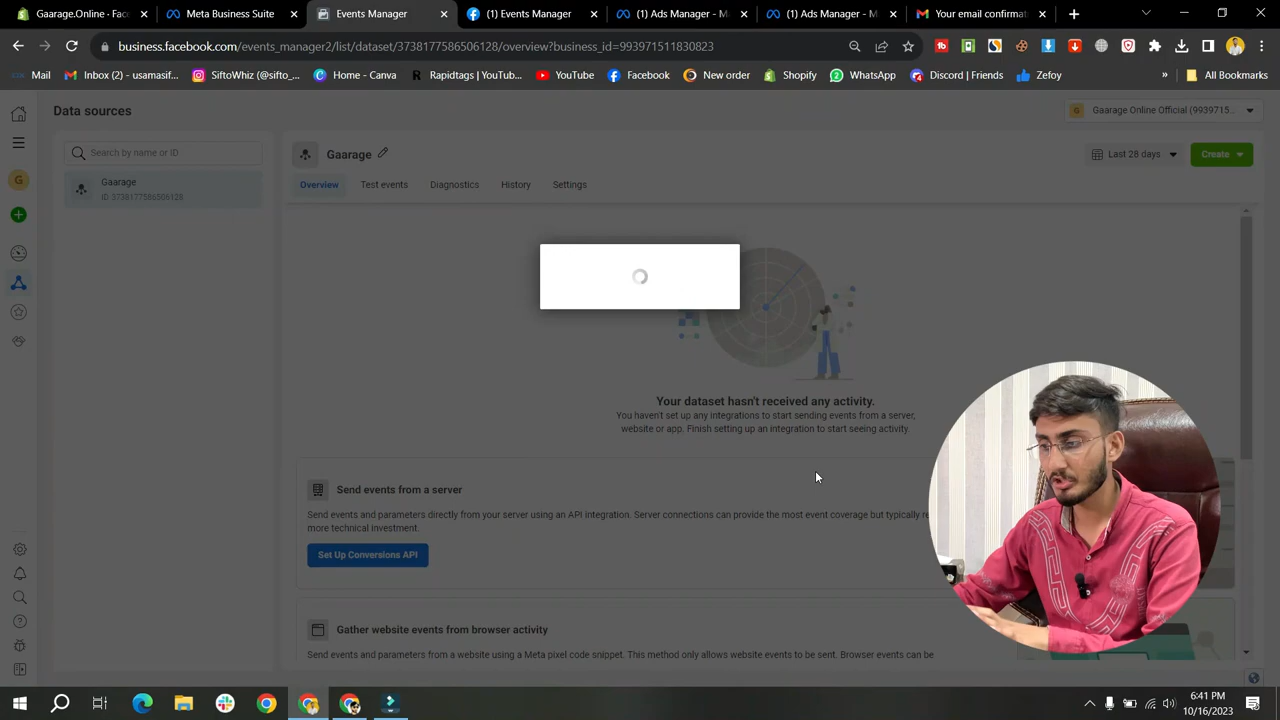 Gaarage.Online - Fac
Meta Business Suite
Events Manager
(1) Events Manager
(1) Ads Manager - M
(1) Ads Manager - M
Your email confirmat
business.facebook.com/events_manager2/list/dataset/3738177586506128/overview?business_id=993971511830823
Mail
Inbox (2) - usamasif...
SiftoWhiz (@sifto_...
Home - Canva
Rapidtags | YouTub...
YouTube
Facebook
New order
Shopify
WhatsApp
Discord | Friends
Zefoy
»
All Bookmarks
Data sources
G
Gaarage Online Official (9939715...
Search by name or ID
Gaarage
Last 28 days
Create
G
Gaarage
ID: 3738177586506128
Overview
Test events
Diagnostics
History
Settings
Your dataset hasn't received any activity.
You haven't set up any integrations to start sending events from a server,
website or app. Finish setting up an integration to start seeing activity.
Send events from a server
Send events and parameters directly from your server using an API integration. Server connections can provide the most event coverage but typically re
more technical investment.
Set Up Conversions API
Gather website events from browser activity
Send events and parameters from a website using a Meta pixel code snippet. This method only allows website events to be sent. Browser events can be
6:41 PM
10/16/2023